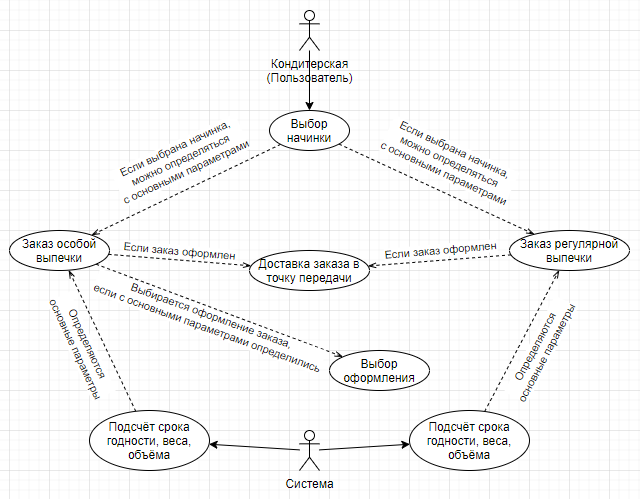 Кондитерская
(Пользователь)
Выбор
начинки
Если выбрана начинка,
можно определяться
с основными параметрами
Если выбрана начинка,
можно определяться
с основными параметрами
Заказ особой
выпечки
Если заказ оформлен
Доставка заказа в
точку передачи
Если заказ оформлен
Заказ регулярной
выпечки
Выбирается оформление заказа,
если с основными параметрами определились
Определяются
основные параметры
Выбор
оформления
Определяются
основные параметры
Подсчёт срока
годности, веса,
объёма
Система
Подсчёт срока
годности, веса,
объёма